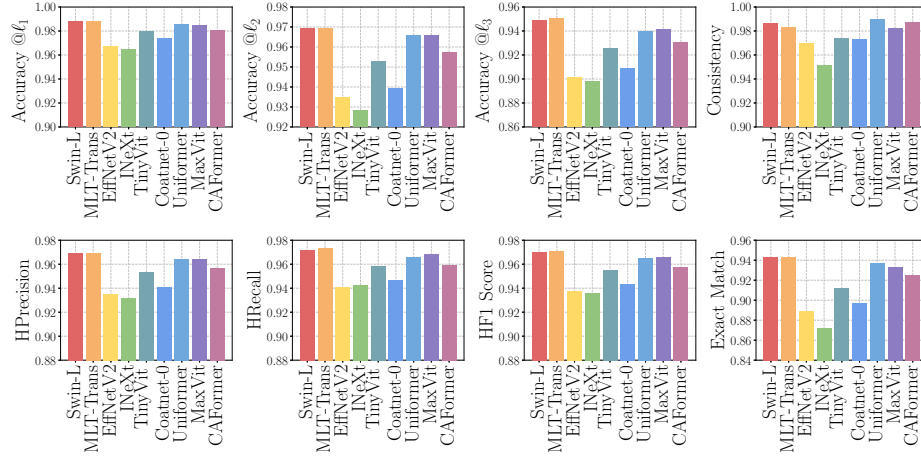 Accuracy @ℓ1
1.00
0.98
0.96
0.94
0.92
0.90
Swin-L
MLT-Trans
EffNetV2
INeXt
TinyVit
Coatnet-0
Uniformer
MaxVit
CAFormer
Accuracy @ℓ2
0.98
0.97
0.96
0.94
0.93
0.92
Swin-L
MLT-Trans
EffNetV2
INeXt
TinyVit
Coatnet-0
Uniformer
MaxVit
CAFormer
Accuracy @ℓ3
0.96
0.94
0.92
0.90
0.88
0.86
Swin-L
MLT-Trans
EffNetV2
INeXt
TinyVit
Coatnet-0
Uniformer
MaxVit
CAFormer
Consistency
1.00
0.98
0.96
0.94
0.92
0.90
Swin-L
MLT-Trans
EffNetV2
INeXt
TinyVit
Coatnet-0
Uniformer
MaxVit
CAFormer
HPrecision
0.98
0.96
0.94
0.92
0.90
0.88
Swin-L
MLT-Trans
EffNetV2
INeXt
TinyVit
Coatnet-0
Uniformer
MaxVit
CAFormer
HRecall
0.98
0.96
0.94
0.92
0.90
0.88
Swin-L
MLT-Trans
EffNetV2
INeXt
TinyVit
Coatnet-0
Uniformer
MaxVit
CAFormer
HF1 Score
0.98
0.96
0.94
0.92
0.90
0.88
Swin-L
MLT-Trans
EffNetV2
INeXt
TinyVit
Coatnet-0
Uniformer
MaxVit
CAFormer
Exact Match
0.96
0.94
0.92
0.90
0.88
0.86
0.84
Swin-L
MLT-Trans
EffNetV2
INeXt
TinyVit
Coatnet-0
Uniformer
MaxVit
CAFormer